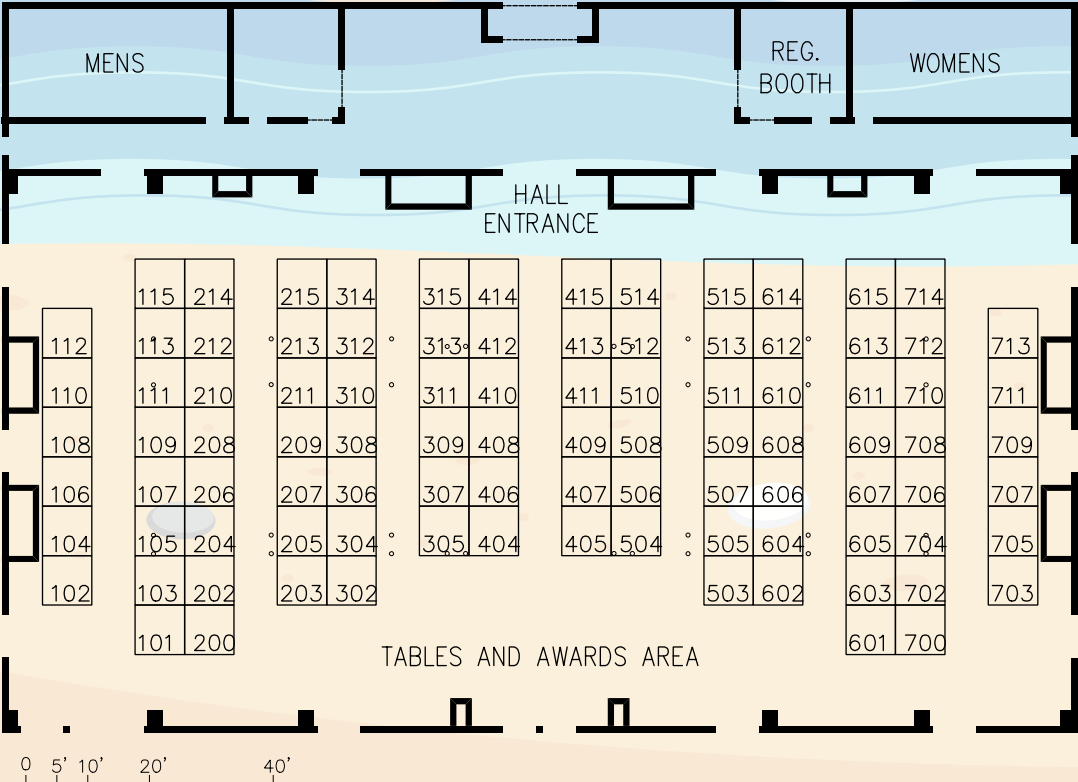 MENS
REG.
BOOTH
WOMENS
HALL
ENTRANCE
115 214 215 314 315 414 415 514 515 614 615 714
112 113 212 213 312 313 412 413 512 513 612 613 712 713
110 111 210 211 310 311 410 411 510 511 610 611 710 711
108 109 208 209 308 309 408 409 508 509 608 609 708 709
106 107 206 207 306 307 406 407 506 507 606 607 706 707
104 105 204 205 304 305 404 405 504 505 604 605 704 705
102 103 202 203 302 503 602 603 702 703
101 200 601 700
TABLES AND AWARDS AREA
0 5' 10' 20' 40'